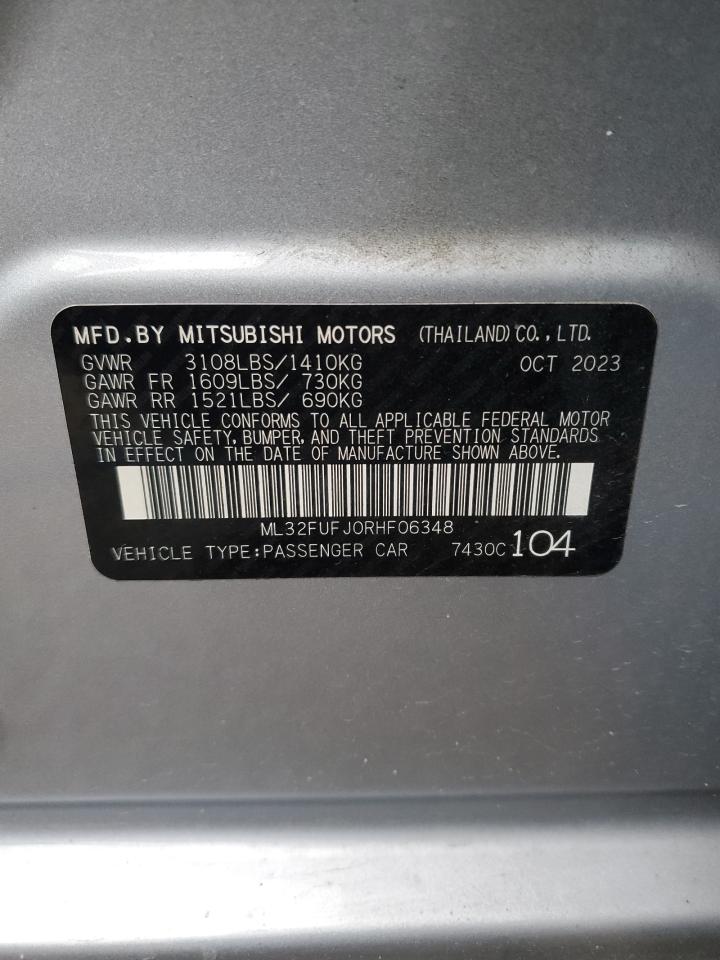 MFD.BY MITSUBISHI MOTORS (THAILAND) CO., LTD.
GVWR 3108LBS/1410KG OCT 2023
GAWR FR 1609LBS/ 730KG
GAWR RR 1521LBS/ 690KG
THIS VEHICLE CONFORMS TO ALL APPLICABLE FEDERAL MOTOR
VEHICLE SAFETY, BUMPER, AND THEFT PREVENTION STANDARDS
IN EFFECT ON THE DATE OF MANUFACTURE SHOWN ABOVE.
ML32FUFJ0RHF06348
VEHICLE TYPE:PASSENGER CAR 7430C 104